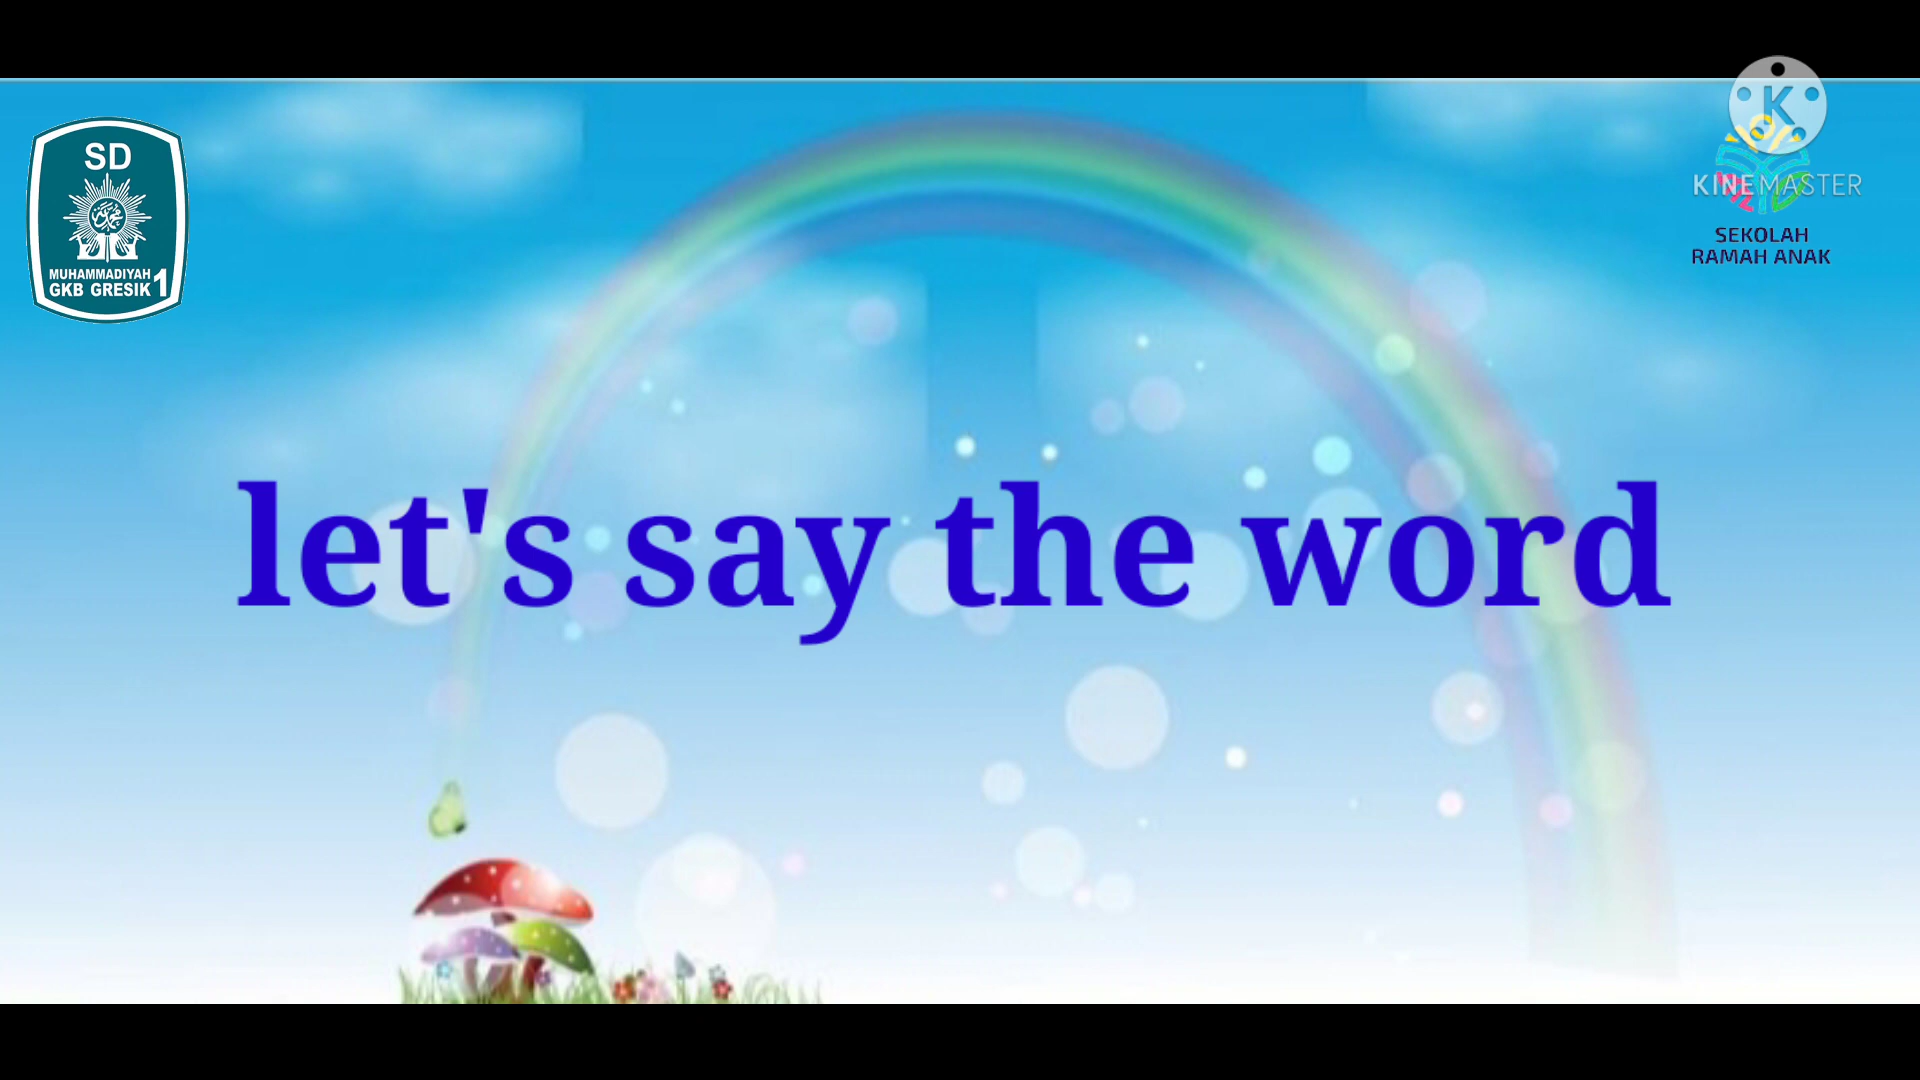 SD
MUHAMMADIYAH
GKB GRESIK 1
KINEMASTER
SEKOLAH
RAMAH ANAK
let's say the word